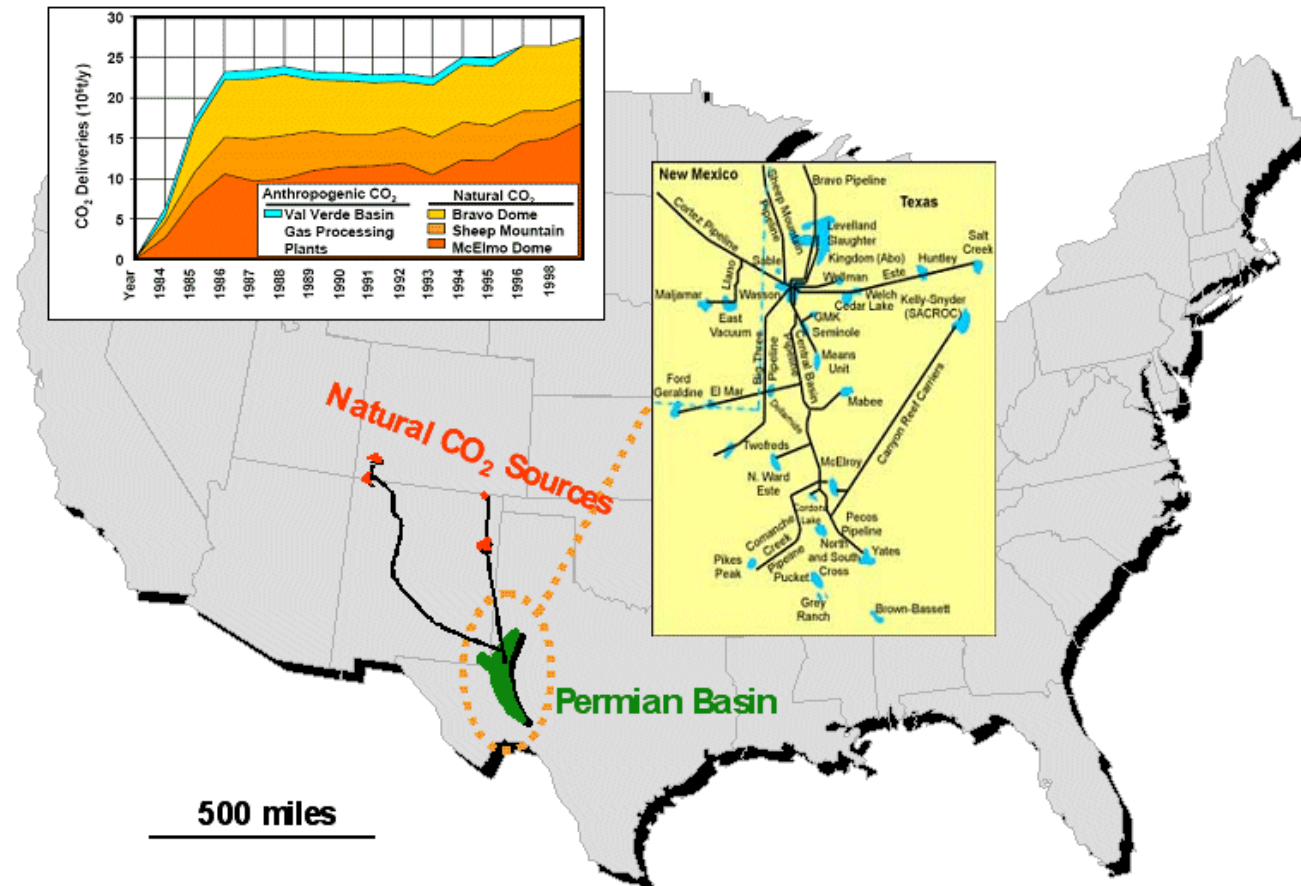 30
25
20
15
10
5
0
CO₂ Deliveries (10⁶t/y)
Year
1984
1985
1986
1987
1988
1989
1990
1991
1992
1993
1994
1995
1996
1998
Anthropogenic CO₂
Val Verde Basin
Gas Processing
Plants
Natural CO₂
Bravo Dome
Sheep Mountain
McElmo Dome
New Mexico
Texas
Sheep Mountain
Pipeline
Bravo Pipeline
Cortez Pipeline
Levelland
Slaughter
Kingdom (Abo)
Salt
Creek
Huntley
Este
Sable
Wellman
Llano
Wasson
Welch
Cedar Lake
Kelly-Snyder
(SACROC)
Maljamar
East
Vacuum
GMK
Seminole
Means
Unit
Big Three
Pipeline
Central Basin
Pipeline
Ford
Geraldine
El Mar
Mabee
Dollarhide
Canyon Reef Carriers
Twofreds
N. Ward
Este
McElroy
Cordona
Lake
Comanche
Creek
Pipeline
Pecos
Pipeline
Pikes
Peak
North
and South
Cross
Yates
Pucket
Grey
Ranch
Brown-Bassett
Natural CO₂ Sources
Permian Basin
500 miles